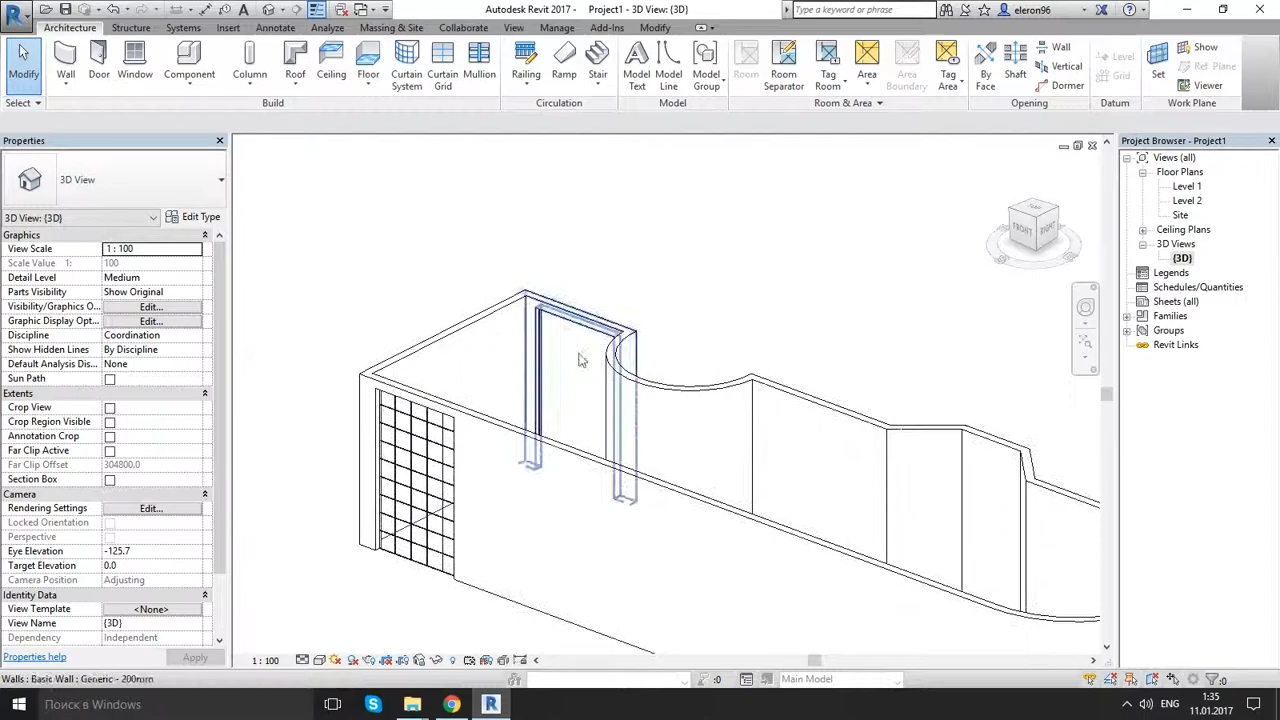 Autodesk Revit 2017 - Project1 - 3D View: {3D}
Type a keyword or phrase
eleron96
Architecture Structure Systems Insert Annotate Analyze Massing & Site Collaborate View Manage Add-Ins Modify
Modify Wall Door Window Component Column Roof Ceiling Floor Curtain System Curtain Grid Mullion Railing Ramp Stair Model Text Model Line Model Group Room Room Separator Tag Room Area Area Boundary Tag Area By Face Shaft Wall Vertical Dormer Level Grid Set Show Ref Plane Viewer
Select Build Circulation Model Room & Area Opening Datum Work Plane
Properties
3D View
3D View: {3D} Edit Type
Graphics
View Scale 1 : 100
Scale Value 1: 100
Detail Level Medium
Parts Visibility Show Original
Visibility/Graphics O... Edit...
Graphic Display Opt... Edit...
Discipline Coordination
Show Hidden Lines By Discipline
Default Analysis Dis... None
Sun Path
Extents
Crop View
Crop Region Visible
Annotation Crop
Far Clip Active
Far Clip Offset 304800.0
Section Box
Camera
Rendering Settings Edit...
Locked Orientation
Perspective
Eye Elevation -125.7
Target Elevation 0.0
Camera Position Adjusting
Identity Data
View Template <None>
View Name {3D}
Dependency Independent
Properties help Apply
FRONT RIGHT
Project Browser - Project1
Views (all)
Floor Plans
Level 1
Level 2
Site
Ceiling Plans
3D Views
{3D}
Legends
Schedules/Quantities
Sheets (all)
Families
Groups
Revit Links
1 : 100
Walls : Basic Wall : Generic - 200mm
:0 Main Model :0
Поиск в Windows
ENG
1:35
11.01.2017